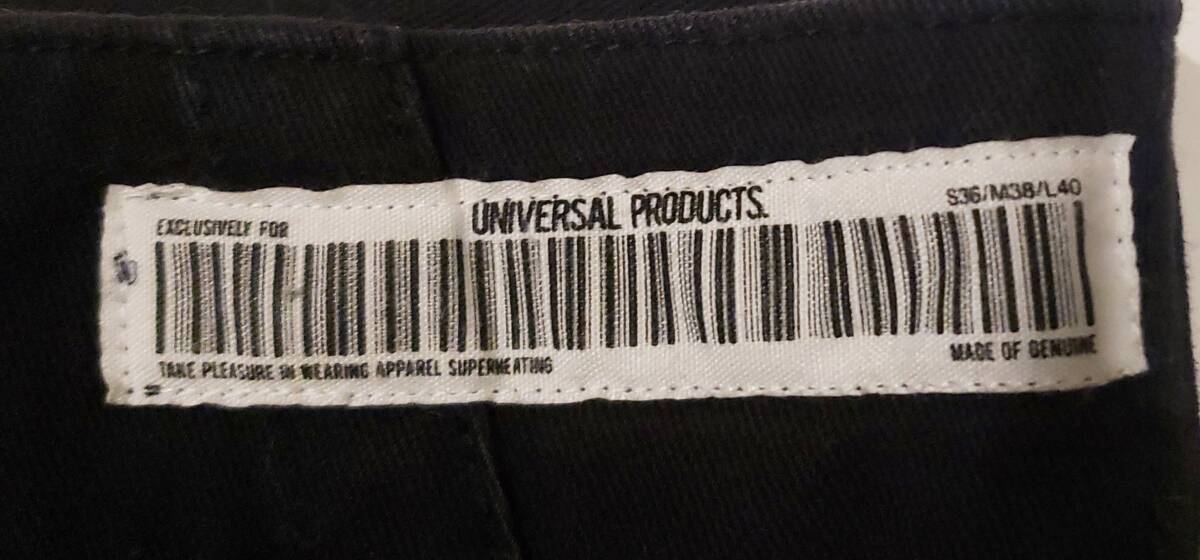 EXCLUSIVELY FOR
UNIVERSAL PRODUCTS.
S36/M38/L40
TAKE PLEASURE IN WEARING APPAREL SUPERHEATING
MADE OF GENUINE